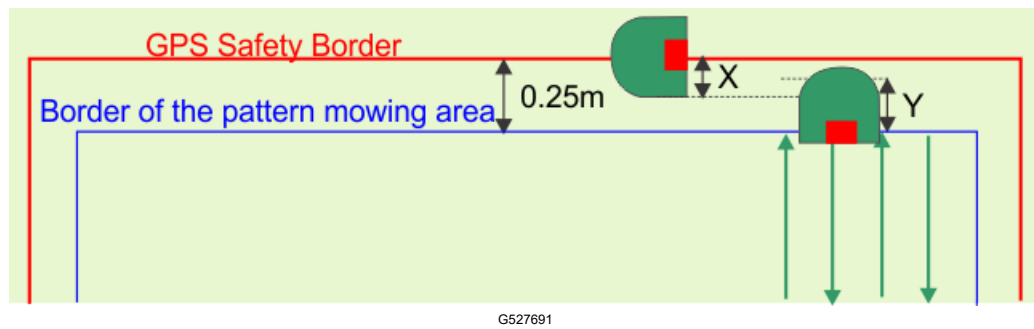 GPS Safety Border
X
0.25m
Border of the pattern mowing area
Y
G527691